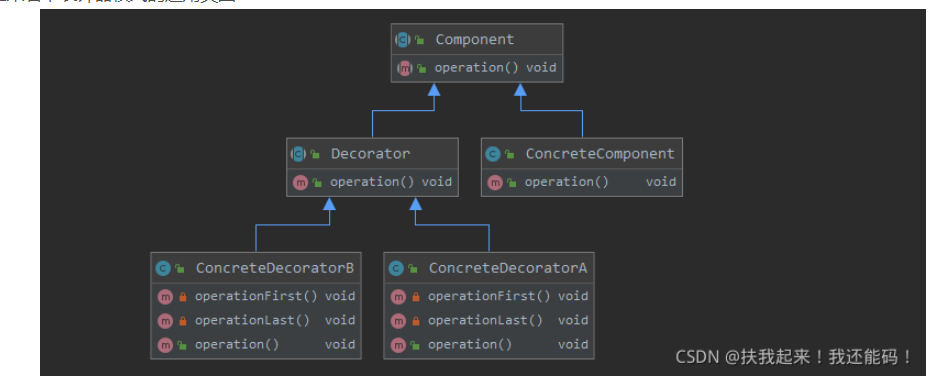 Component
operation() void
Decorator
operation() void
ConcreteComponent
operation() void
ConcreteDecoratorB
operationFirst() void
operationLast() void
operation() void
ConcreteDecoratorA
operationFirst() void
operationLast() void
operation() void
CSDN @扶我起来！我还能码！